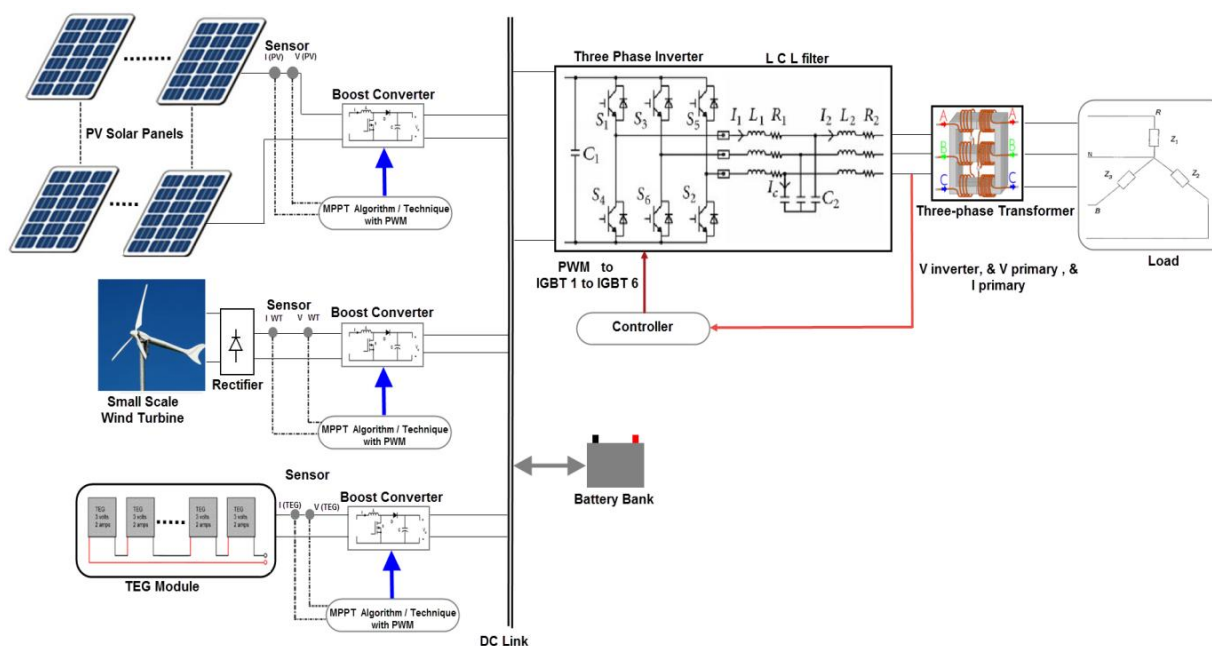 Sensor
I (PV)
V (PV)
PV Solar Panels
Boost Converter
MPPT Algorithm / Technique
with PWM
Three Phase Inverter
L C L filter
S1
S3
S5
I1 L1 R1
I2 L2 R2
C1
S4
S6
S2
Ic
C2
PWM to
IGBT 1 to IGBT 6
Controller
A
B
C
A
B
C
Three-phase Transformer
R
Z1
N
Z3
Z2
B
Load
V inverter, & V primary , &
I primary
Sensor
I WT
V WT
Boost Converter
Rectifier
Small Scale
Wind Turbine
MPPT Algorithm / Technique
with PWM
Battery Bank
Sensor
I (TEG)
V (TEG)
Boost Converter
TEG
3 volts
2 amps
TEG
3 volts
2 amps
TEG
3 volts
2 amps
TEG
3 volts
2 amps
TEG Module
MPPT Algorithm / Technique
with PWM
DC Link